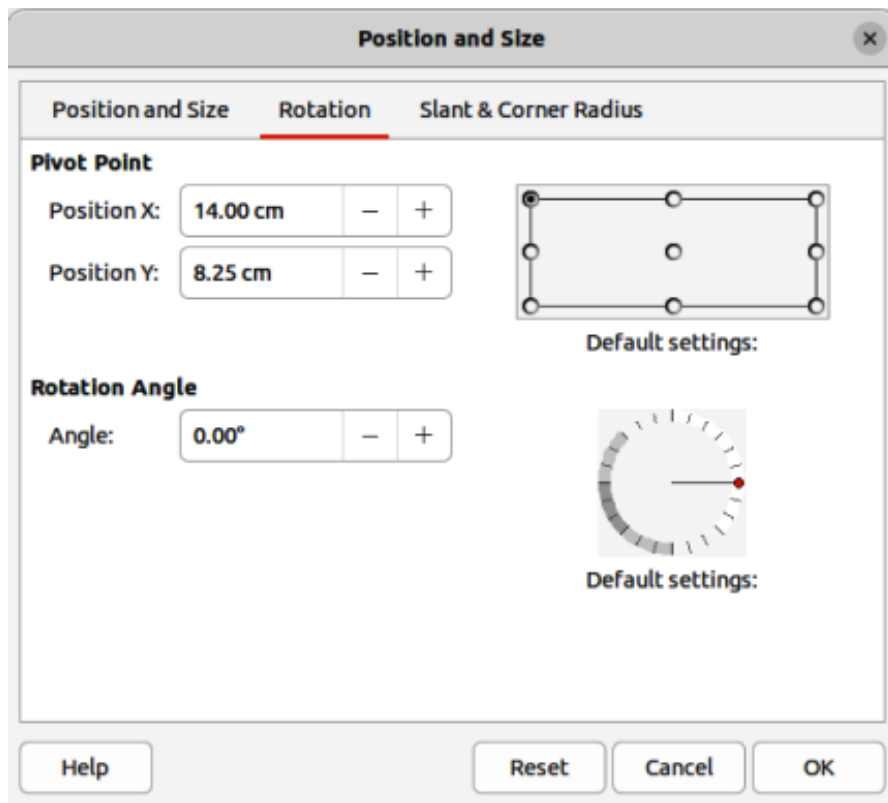 Position and Size
Position and Size Rotation Slant & Corner Radius
Pivot Point
Position X: 14.00 cm − +
Position Y: 8.25 cm − +
Default settings:
Rotation Angle
Angle: 0.00° − +
Default settings:
Help Reset Cancel OK